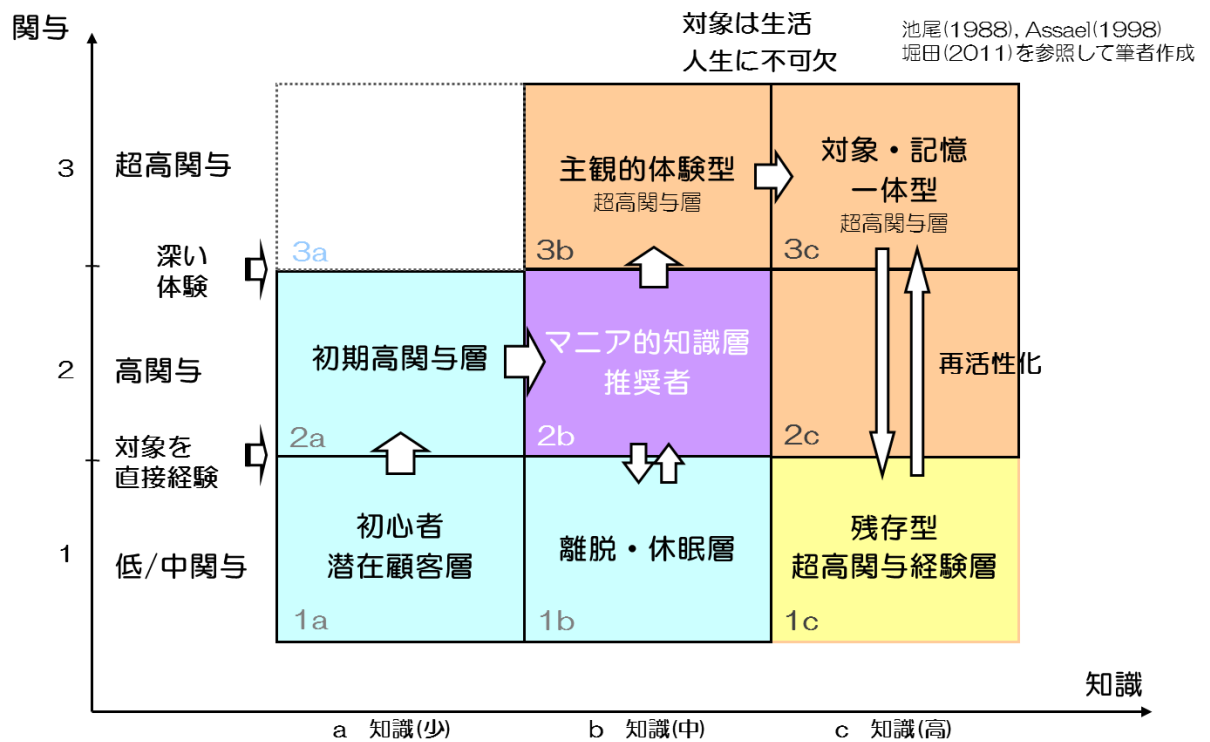 関与
対象は生活
人生に不可欠
池尾(1988), Assael(1998)
堀田(2011)を参照して筆者作成
3 超高関与
主観的体験型
超高関与層
対象・記憶
一体型
超高関与層
3a
3b
3c
深い
体験
2 高関与
初期高関与層
マニア的知識層
推奨者
再活性化
2a
2b
2c
対象を
直接経験
1 低/中関与
初心者
潜在顧客層
離脱・休眠層
残存型
超高関与経験層
1a
1b
1c
知識
a 知識(少)
b 知識(中)
c 知識(高)